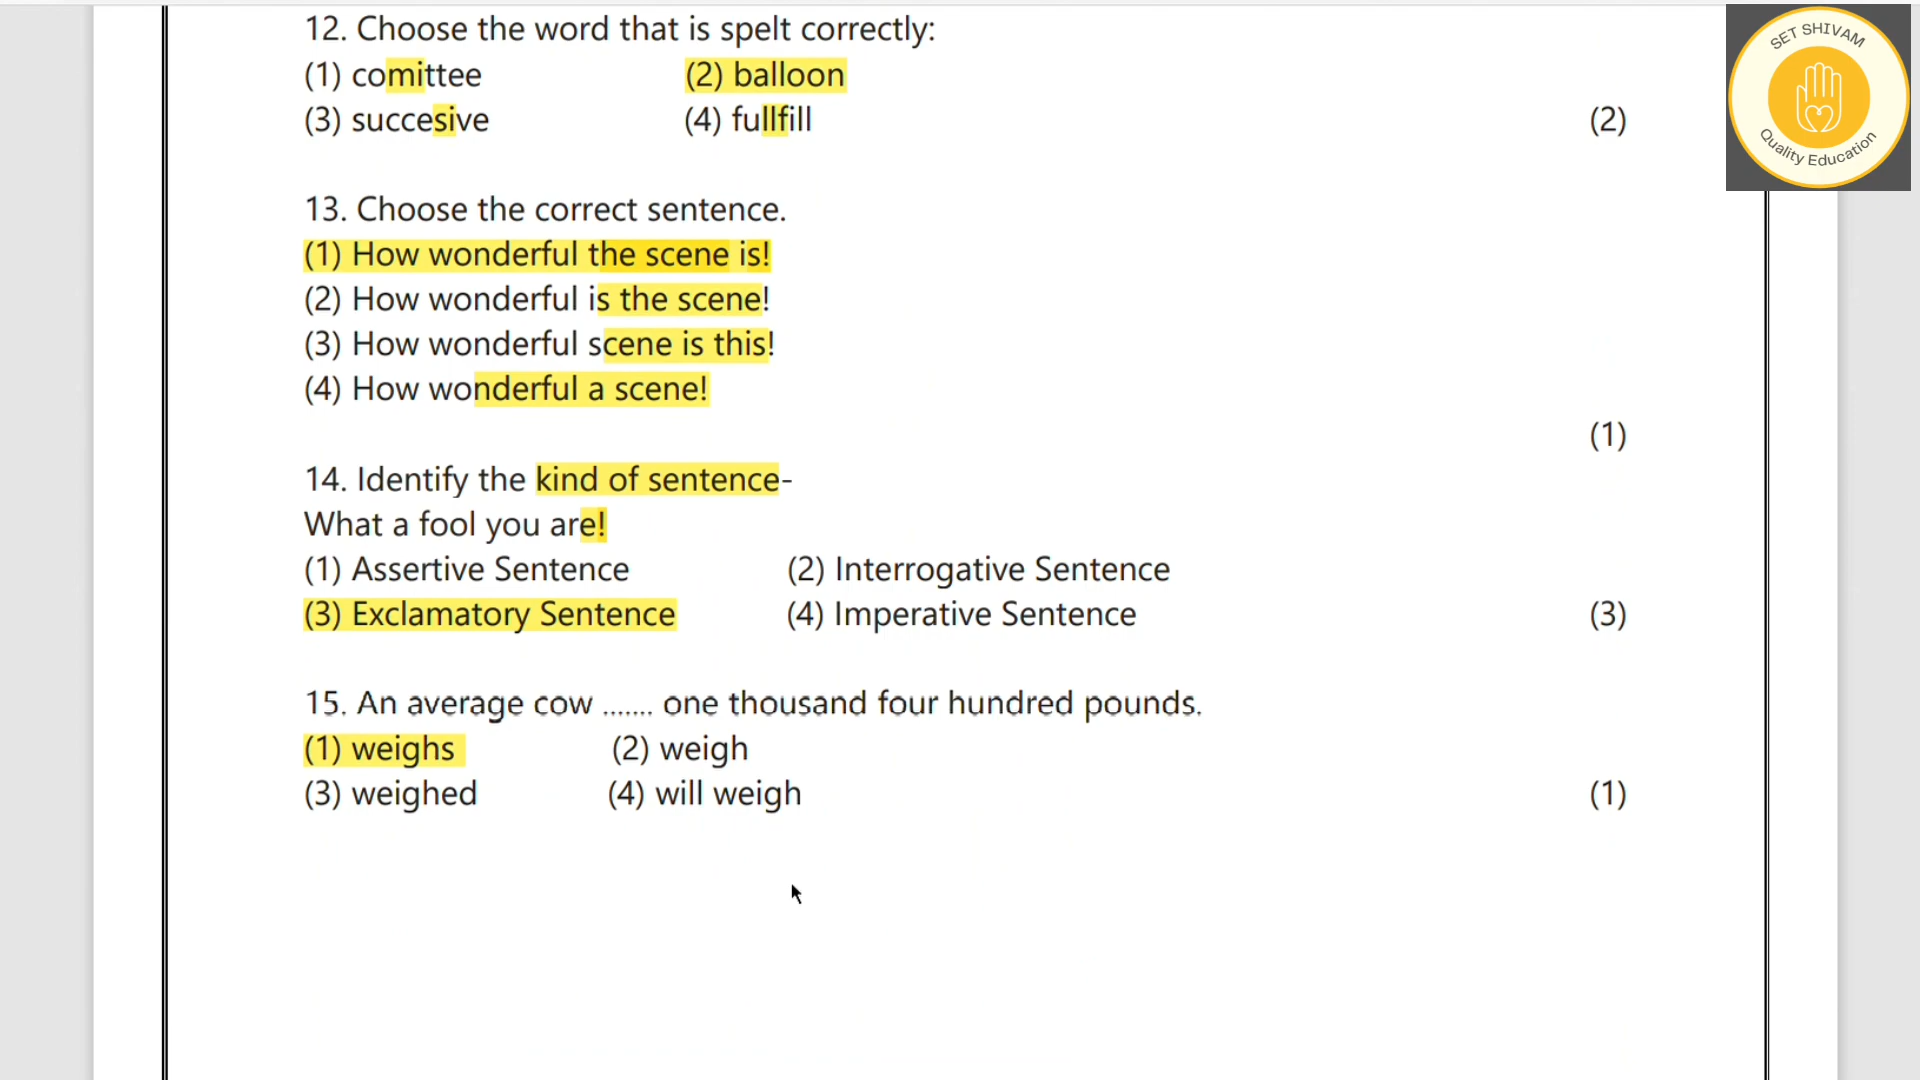 12. Choose the word that is spelt correctly:
(1) comittee (2) balloon
(3) succesive (4) fullfill (2)
13. Choose the correct sentence.
(1) How wonderful the scene is!
(2) How wonderful is the scene!
(3) How wonderful scene is this!
(4) How wonderful a scene!
(1)
14. Identify the kind of sentence-
What a fool you are!
(1) Assertive Sentence (2) Interrogative Sentence
(3) Exclamatory Sentence (4) Imperative Sentence (3)
15. An average cow ....... one thousand four hundred pounds.
(1) weighs (2) weigh
(3) weighed (4) will weigh (1)
SET SHIVAM
Quality Education